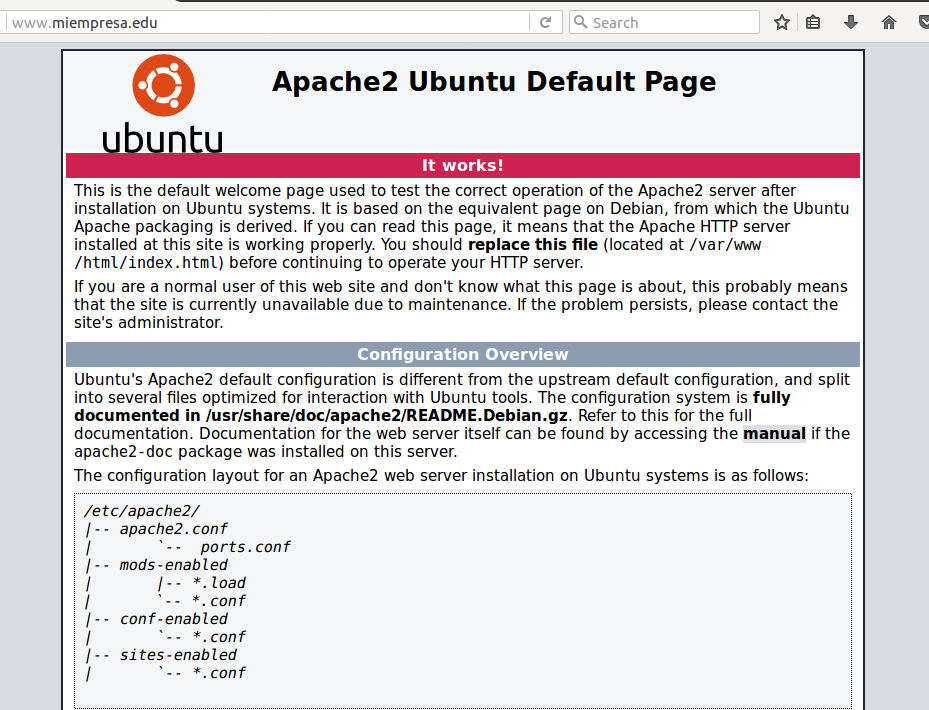 www.miempresa.edu
Search
Apache2 Ubuntu Default Page
ubuntu
It works!
This is the default welcome page used to test the correct operation of the Apache2 server after
installation on Ubuntu systems. It is based on the equivalent page on Debian, from which the Ubuntu
Apache packaging is derived. If you can read this page, it means that the Apache HTTP server
installed at this site is working properly. You should replace this file (located at /var/www
/html/index.html) before continuing to operate your HTTP server.
If you are a normal user of this web site and don't know what this page is about, this probably means
that the site is currently unavailable due to maintenance. If the problem persists, please contact the
site's administrator.
Configuration Overview
Ubuntu's Apache2 default configuration is different from the upstream default configuration, and split
into several files optimized for interaction with Ubuntu tools. The configuration system is fully
documented in /usr/share/doc/apache2/README.Debian.gz. Refer to this for the full
documentation. Documentation for the web server itself can be found by accessing the manual if the
apache2-doc package was installed on this server.
The configuration layout for an Apache2 web server installation on Ubuntu systems is as follows:
/etc/apache2/
|-- apache2.conf
|       `--  ports.conf
|-- mods-enabled
|       |-- *.load
|       `-- *.conf
|-- conf-enabled
|       `-- *.conf
|-- sites-enabled
|       `-- *.conf